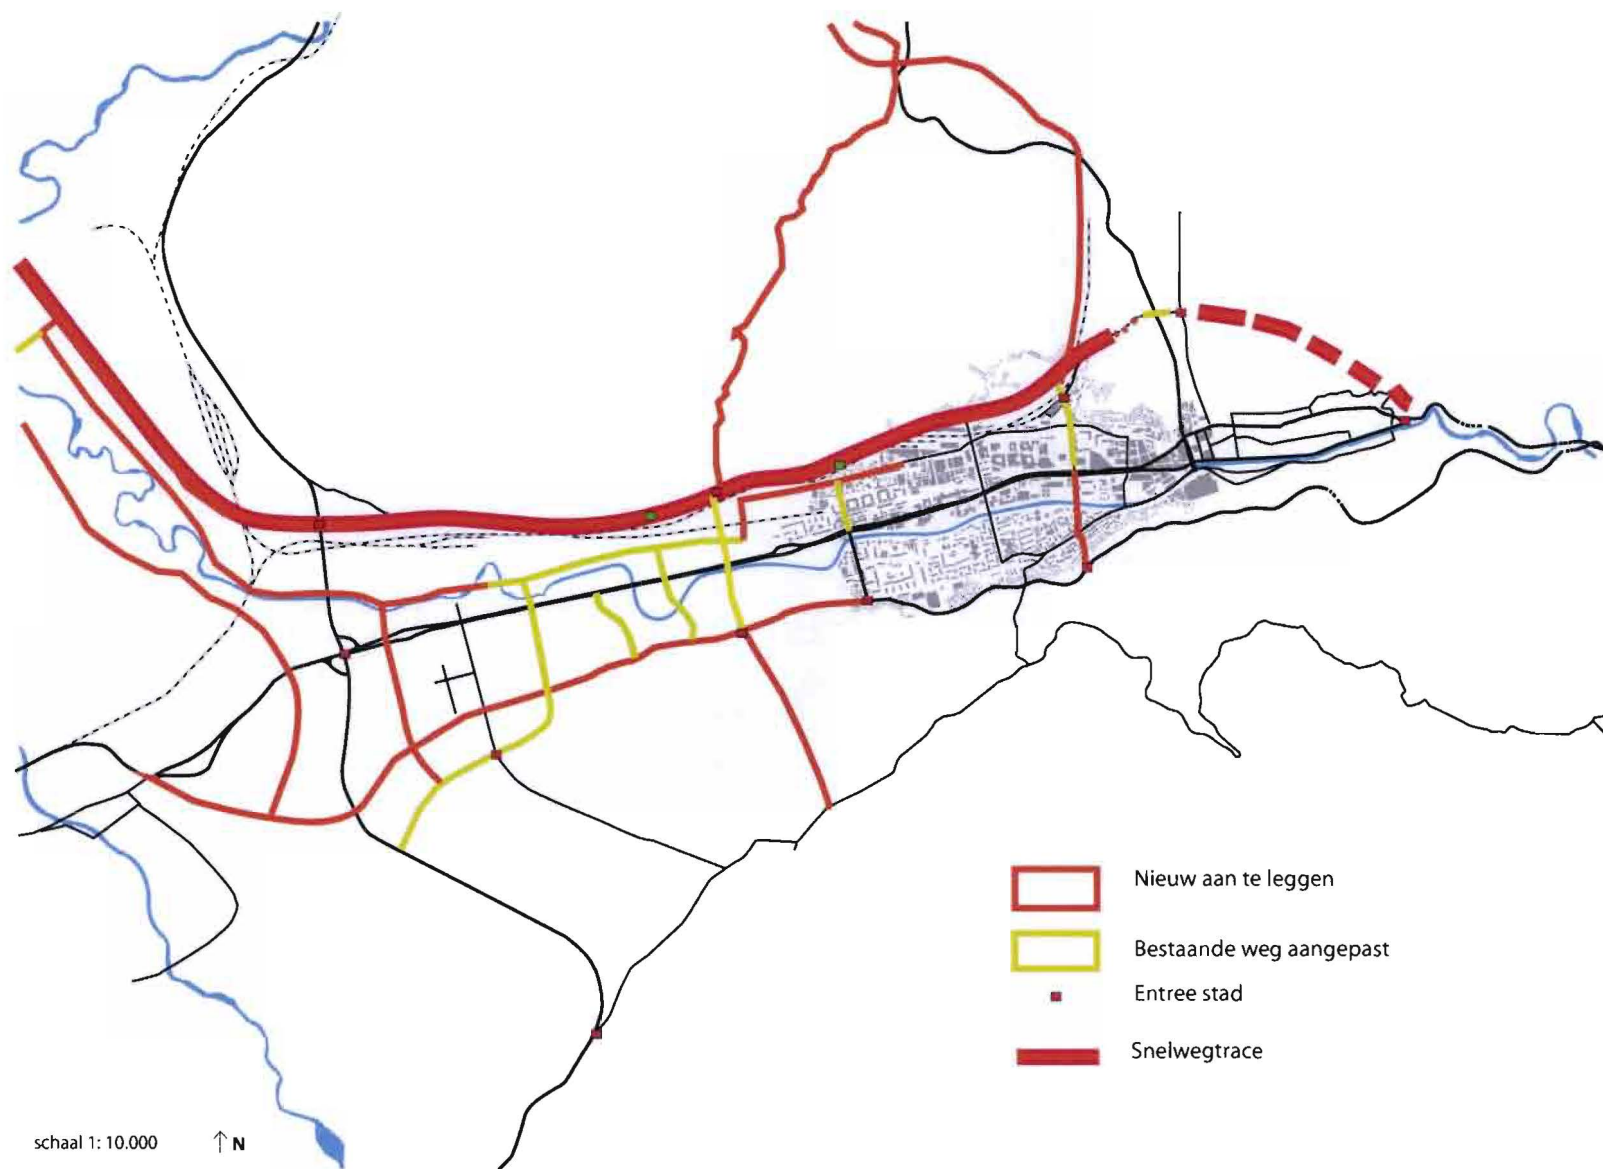 Nieuw aan te leggen
Bestaande weg aangepast
Entree stad
Snelwegtrace
schaal 1: 10.000 ↑ N